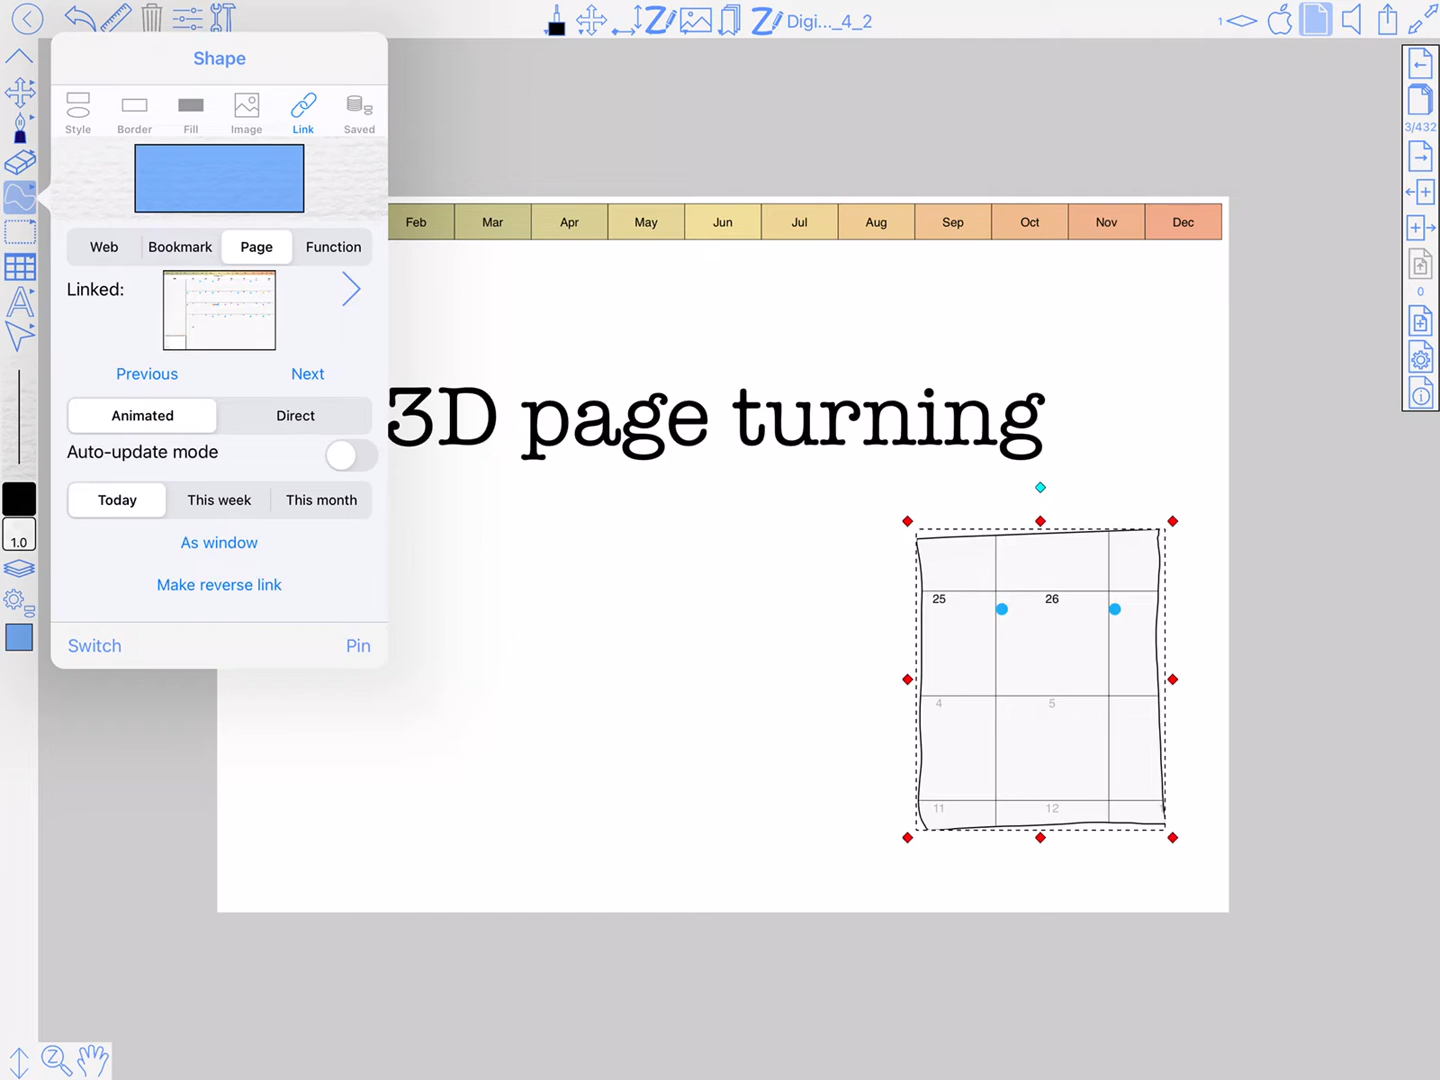 Digi..._4_2
1
Shape
Style Border Fill Image Link Saved
3/432
Web Bookmark Page Function
Feb Mar Apr May Jun Jul Aug Sep Oct Nov Dec
Linked:
0
Previous Next
Animated Direct
3D page turning
Auto-update mode
Today This week This month
1.0
As window
Make reverse link
25 26
Switch Pin
4 5
11 12